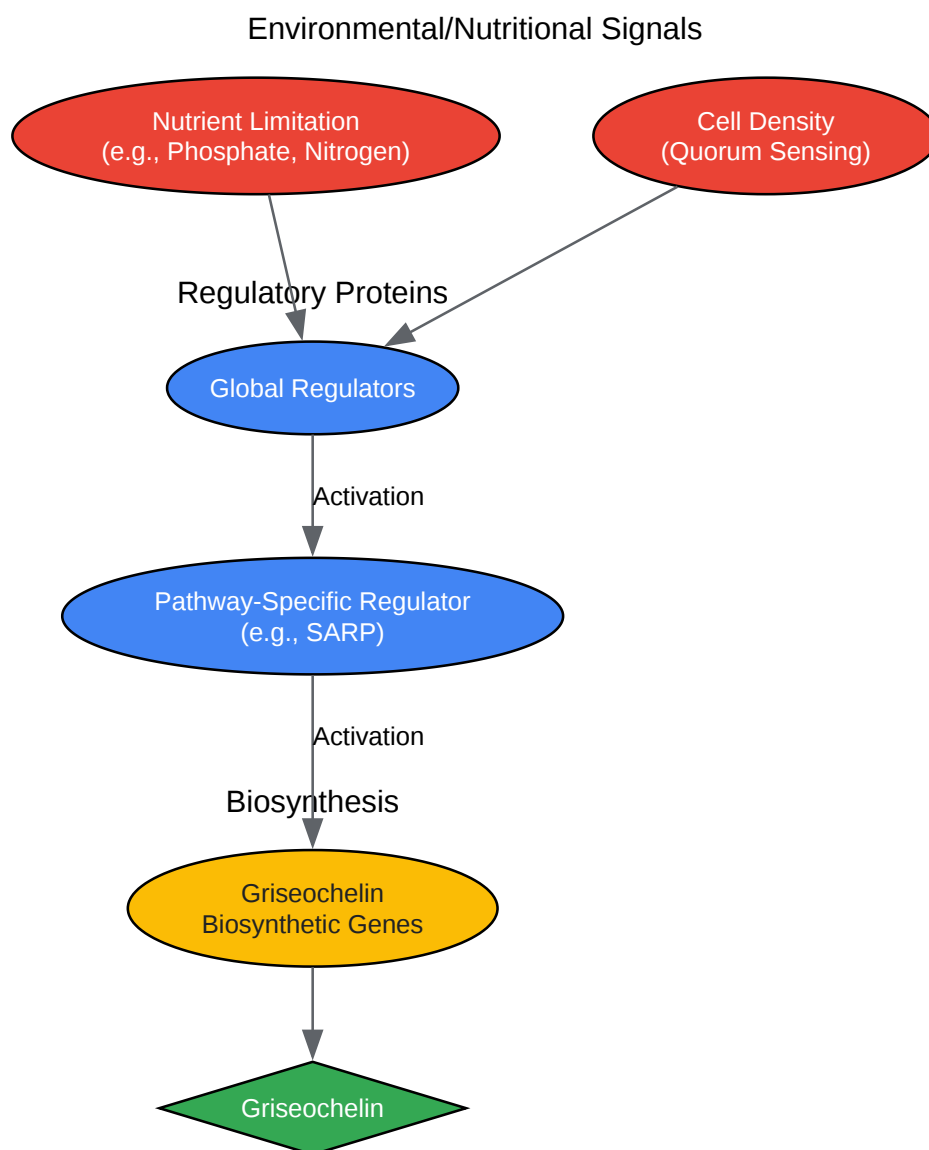 Environmental/Nutritional Signals
Nutrient Limitation
(e.g., Phosphate, Nitrogen)
Cell Density
(Quorum Sensing)
Regulatory Proteins
Global Regulators
Activation
Pathway-Specific Regulator
(e.g., SARP)
Activation
Biosynthesis
Griseochelin
Biosynthetic Genes
Griseochelin